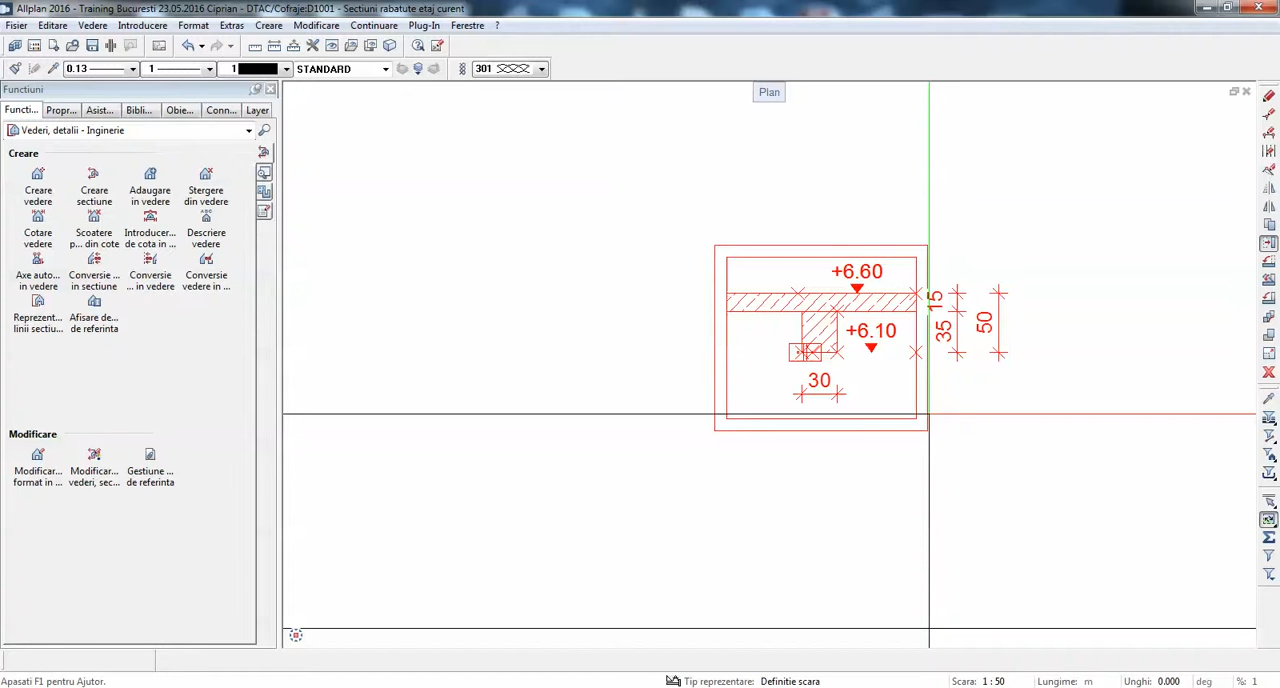 Allplan 2016 - Training Bucuresti 23.05.2016 Ciprian - DTAC/Cofraje:D1001 - Sectiuni rabatute etaj curent
Fisier Editare Vedere Introducere Format Extras Creare Modificare Continuare Plug-In Ferestre ?
0.13 1 1 STANDARD 301
Functiuni
Functi... Propr... Asist... Bibli... Obie... Conn... Layer
Vederi, detalii - Inginerie
Plan
Creare
Creare vedere
Creare sectiune
Adaugare in vedere
Stergere din vedere
Cotare vedere
Scoatere p... din cote
Introducer... de cota in ...
Descriere vedere
Axe auto... in vedere
Conversie ... in sectiune
Conversie ... in vedere
Conversie vedere in ...
Reprezent... linii sectiu...
Afisare de... de referinta
Modificare
Modificar... format in ...
Modificar... vederi, sec...
Gestiune ... de referinta
+6.60
15
+6.10
35
50
30
Apasati F1 pentru Ajutor.
Tip reprezentare: Definitie scara Scara: 1 : 50 Lungime: m Unghi: 0.000 deg %: 1